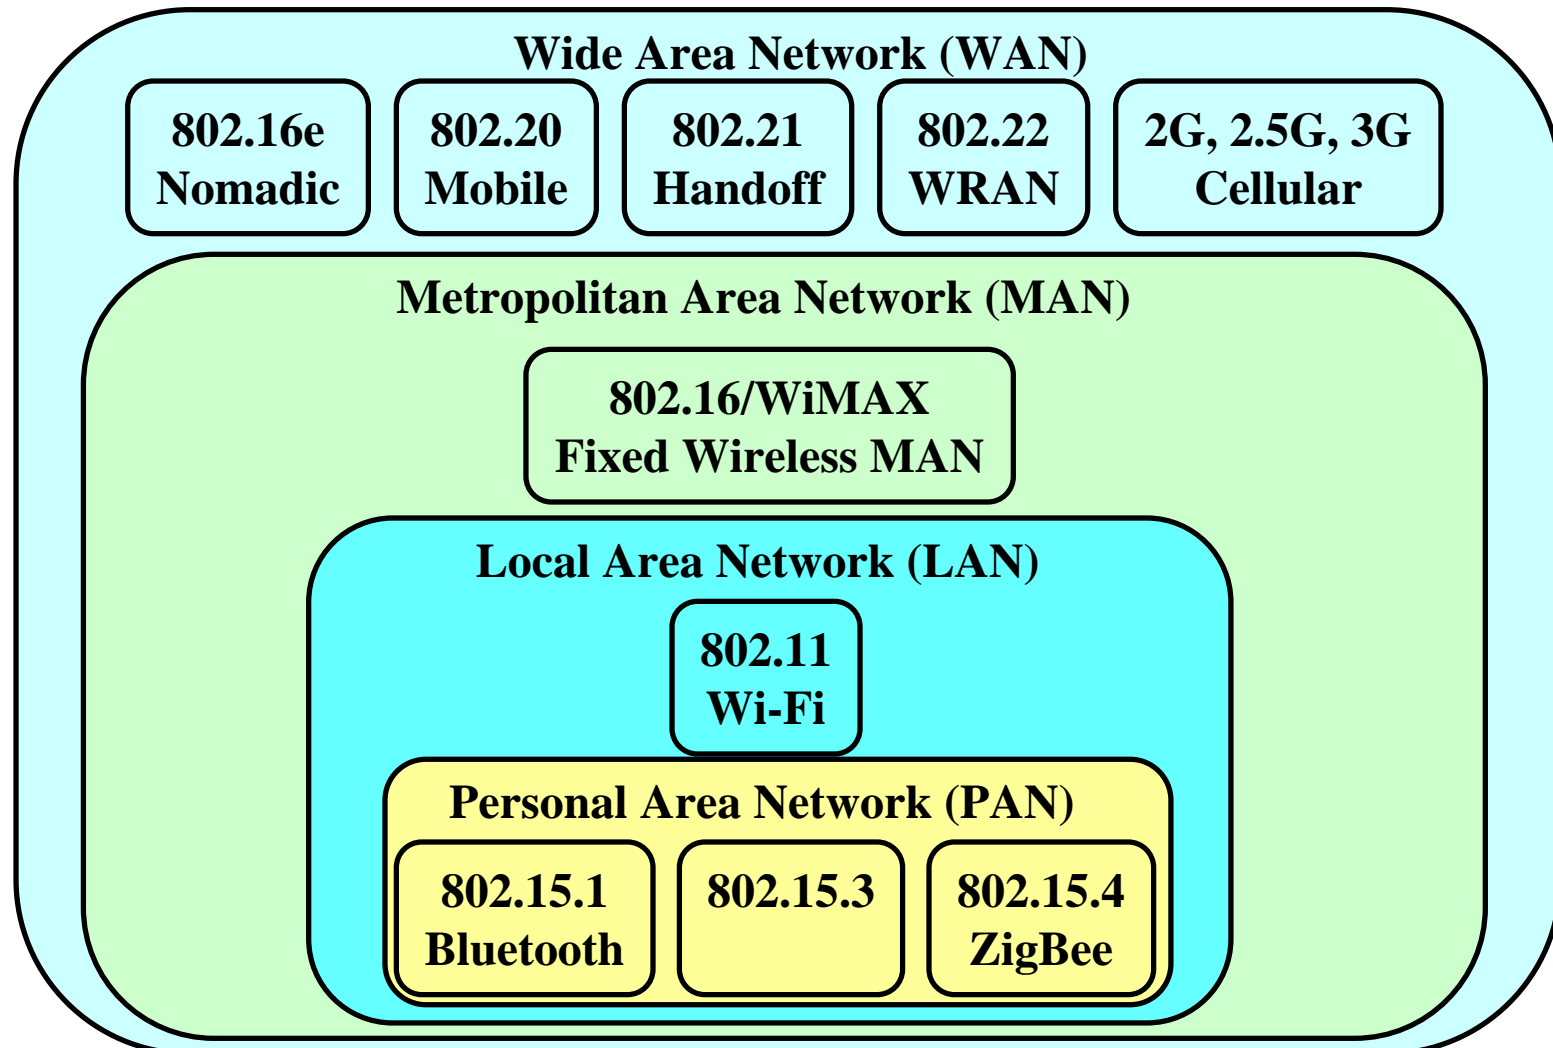 Wide Area Network (WAN)
802.16e
Nomadic
802.20
Mobile
802.21
Handoff
802.22
WRAN
2G, 2.5G, 3G
Cellular
Metropolitan Area Network (MAN)
802.16/WiMAX
Fixed Wireless MAN
Local Area Network (LAN)
802.11
Wi-Fi
Personal Area Network (PAN)
802.15.1
Bluetooth
802.15.3
802.15.4
ZigBee